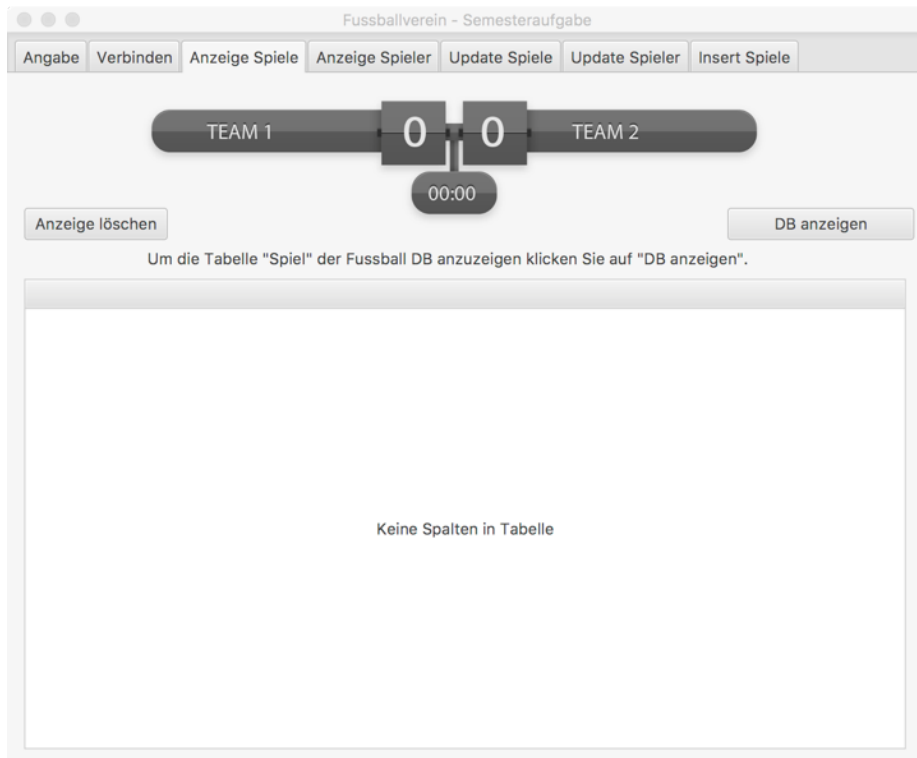 Fussballverein - Semesteraufgabe
Angabe Verbinden Anzeige Spiele Anzeige Spieler Update Spiele Update Spieler Insert Spiele
TEAM 1 0 0 TEAM 2
00:00
Anzeige löschen DB anzeigen
Um die Tabelle "Spiel" der Fussball DB anzuzeigen klicken Sie auf "DB anzeigen".
Keine Spalten in Tabelle